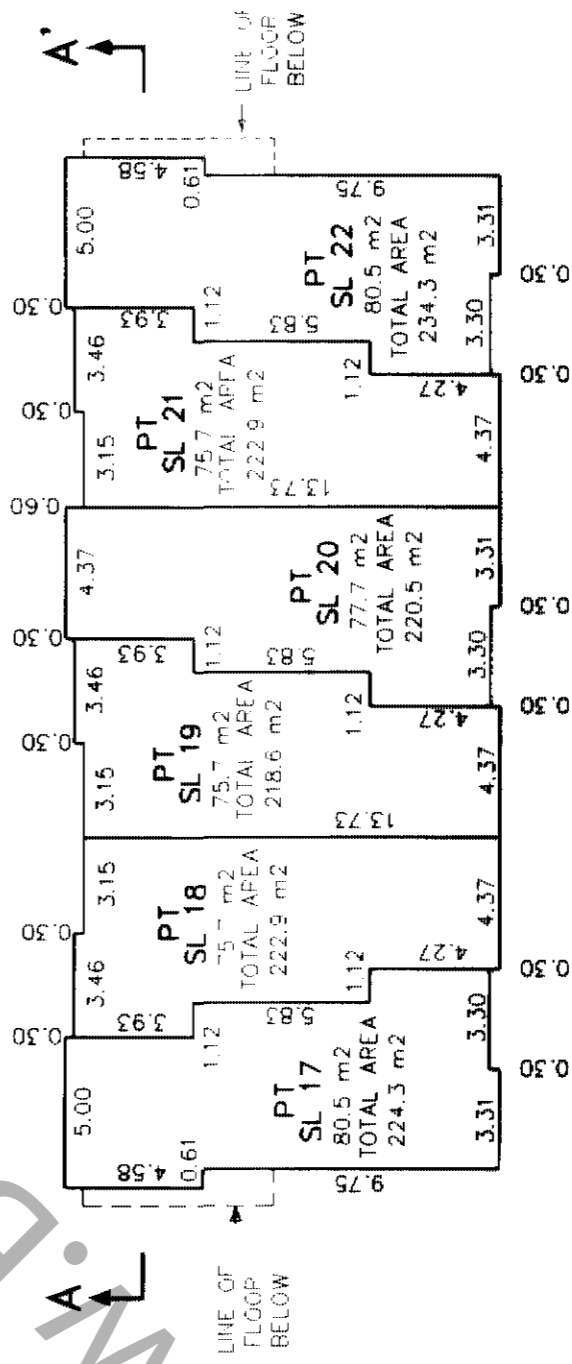 A'
LINE OF
FLOOR
BELOW
4.58
0.61
5.00
9.75
PT
SL 22
80.5 m2
TOTAL AREA
234.3 m2
3.31
0.30
3.30
0.30
0.30
3.93
1.12
5.83
1.12
4.27
3.46
0.30
3.15
PT
SL 21
75.7 m2
TOTAL AREA
222.9 m2
13.73
4.37
0.60
4.37
PT
SL 20
77.7 m2
TOTAL AREA
220.5 m2
3.31
0.30
3.30
0.30
0.30
3.93
1.12
5.83
1.12
4.27
3.46
0.30
3.15
PT
SL 19
75.7 m2
TOTAL AREA
218.6 m2
13.73
4.37
3.15
0.30
3.46
PT
SL 18
75.7 m2
TOTAL AREA
222.9 m2
4.37
0.30
3.93
1.12
5.83
1.12
4.27
0.30
3.30
0.30
5.00
PT
SL 17
80.5 m2
TOTAL AREA
224.3 m2
3.31
4.58
0.61
9.75
A
LINE OF
FLOOR
BELOW